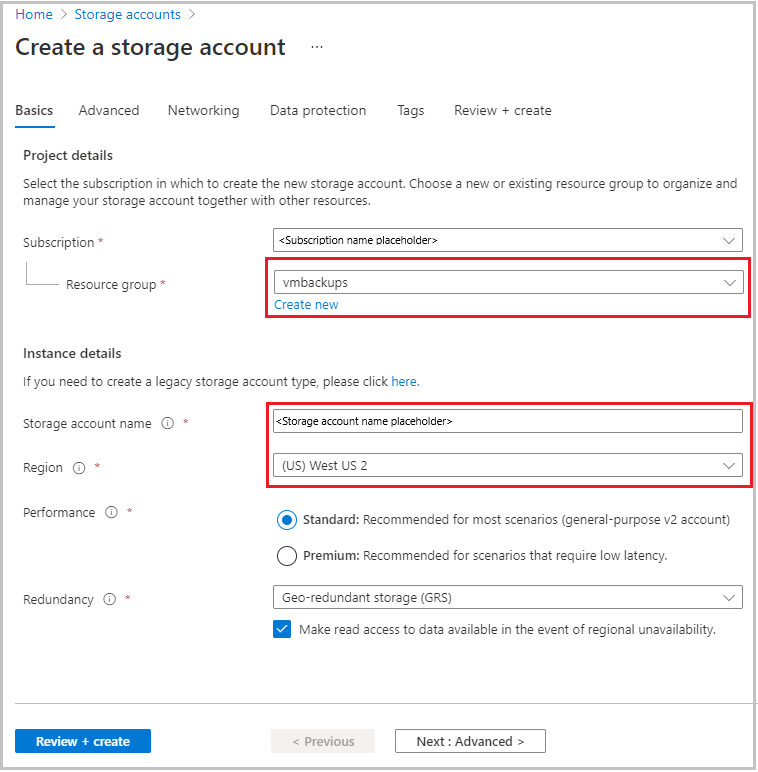 Home > Storage accounts >
Create a storage account ...
Basics Advanced Networking Data protection Tags Review + create
Project details
Select the subscription in which to create the new storage account. Choose a new or existing resource group to organize and
manage your storage account together with other resources.
Subscription * <Subscription name placeholder>
Resource group * vmbackups
Create new
Instance details
If you need to create a legacy storage account type, please click here.
Storage account name * <Storage account name placeholder>
Region * (US) West US 2
Performance * Standard: Recommended for most scenarios (general-purpose v2 account)
Premium: Recommended for scenarios that require low latency.
Redundancy * Geo-redundant storage (GRS)
Make read access to data available in the event of regional unavailability.
Review + create < Previous Next : Advanced >